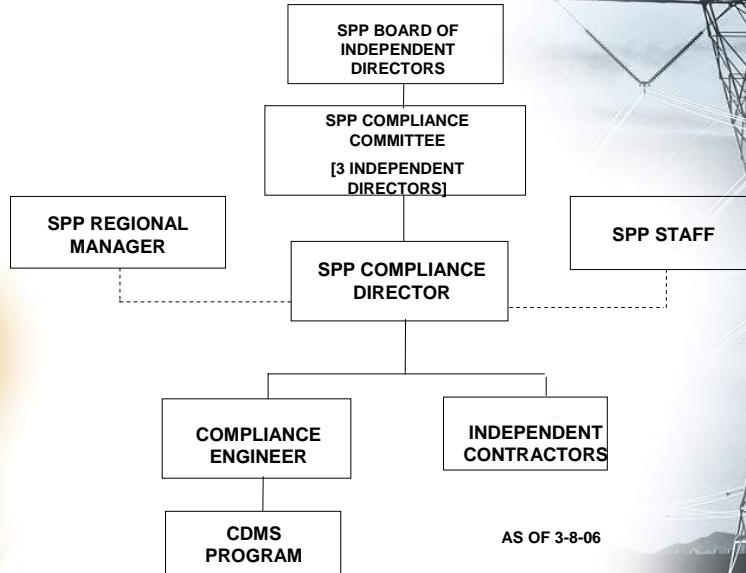 SPP BOARD OF
INDEPENDENT
DIRECTORS
SPP COMPLIANCE
COMMITTEE
[3 INDEPENDENT
DIRECTORS]
SPP REGIONAL
MANAGER
SPP STAFF
SPP COMPLIANCE
DIRECTOR
COMPLIANCE
ENGINEER
INDEPENDENT
CONTRACTORS
CDMS
PROGRAM
AS OF 3-8-06